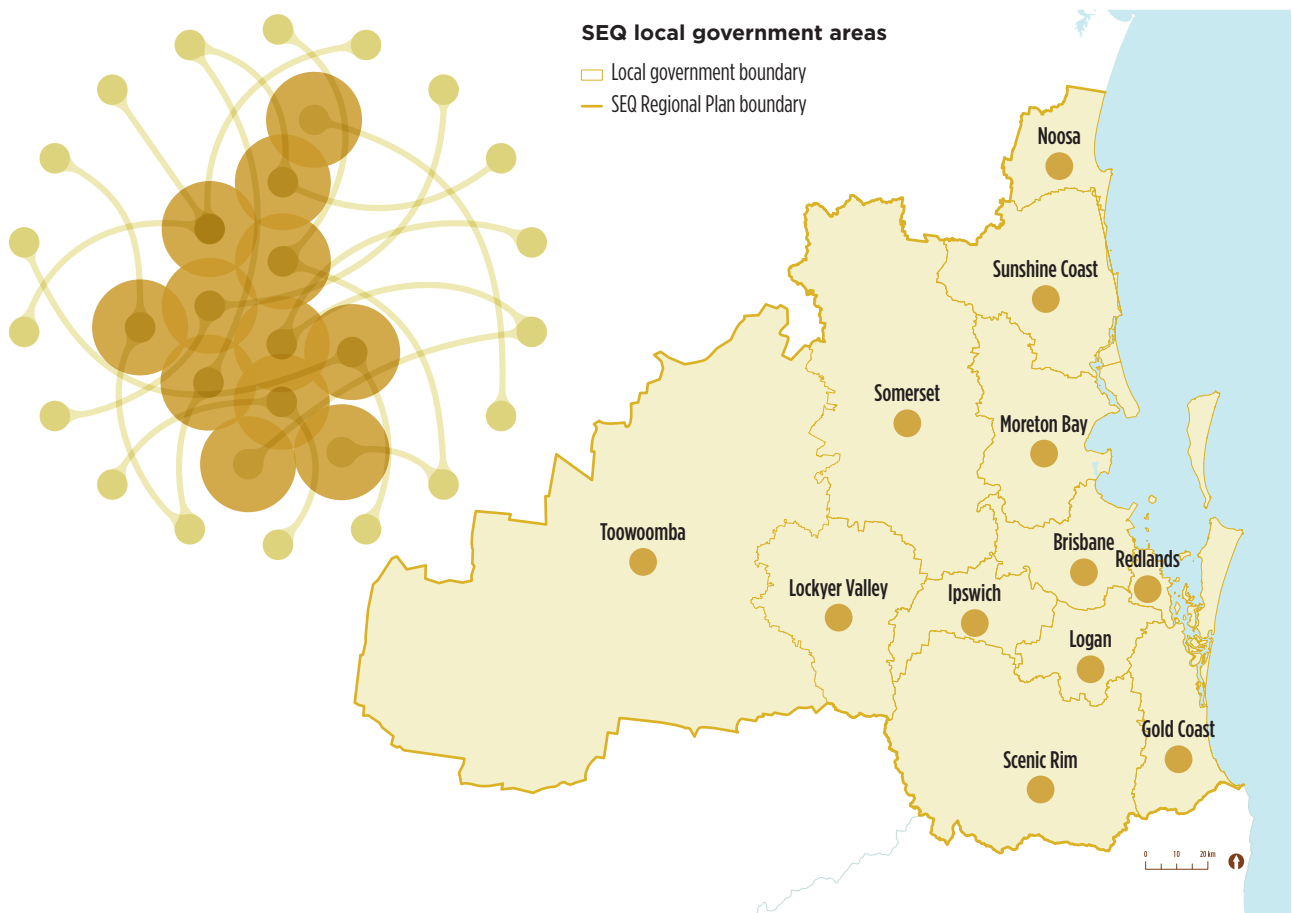 SEQ local government areas
Local government boundary
SEQ Regional Plan boundary
Noosa
Sunshine Coast
Somerset
Moreton Bay
Toowoomba
Brisbane
Redlands
Lockyer Valley
Ipswich
Logan
Gold Coast
Scenic Rim
0 10 20 km